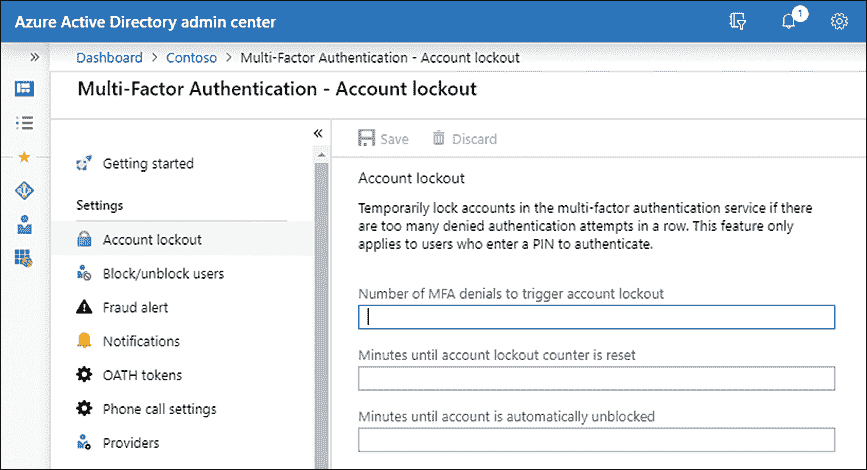 Azure Active Directory admin center
1
» Dashboard > Contoso > Multi-Factor Authentication - Account lockout
Multi-Factor Authentication - Account lockout
«
Getting started
Settings
Account lockout
Block/unblock users
Fraud alert
Notifications
OATH tokens
Phone call settings
Providers
Save Discard
Account lockout
Temporarily lock accounts in the multi-factor authentication service if there
are too many denied authentication attempts in a row. This feature only
applies to users who enter a PIN to authenticate.
Number of MFA denials to trigger account lockout
Minutes until account lockout counter is reset
Minutes until account is automatically unblocked